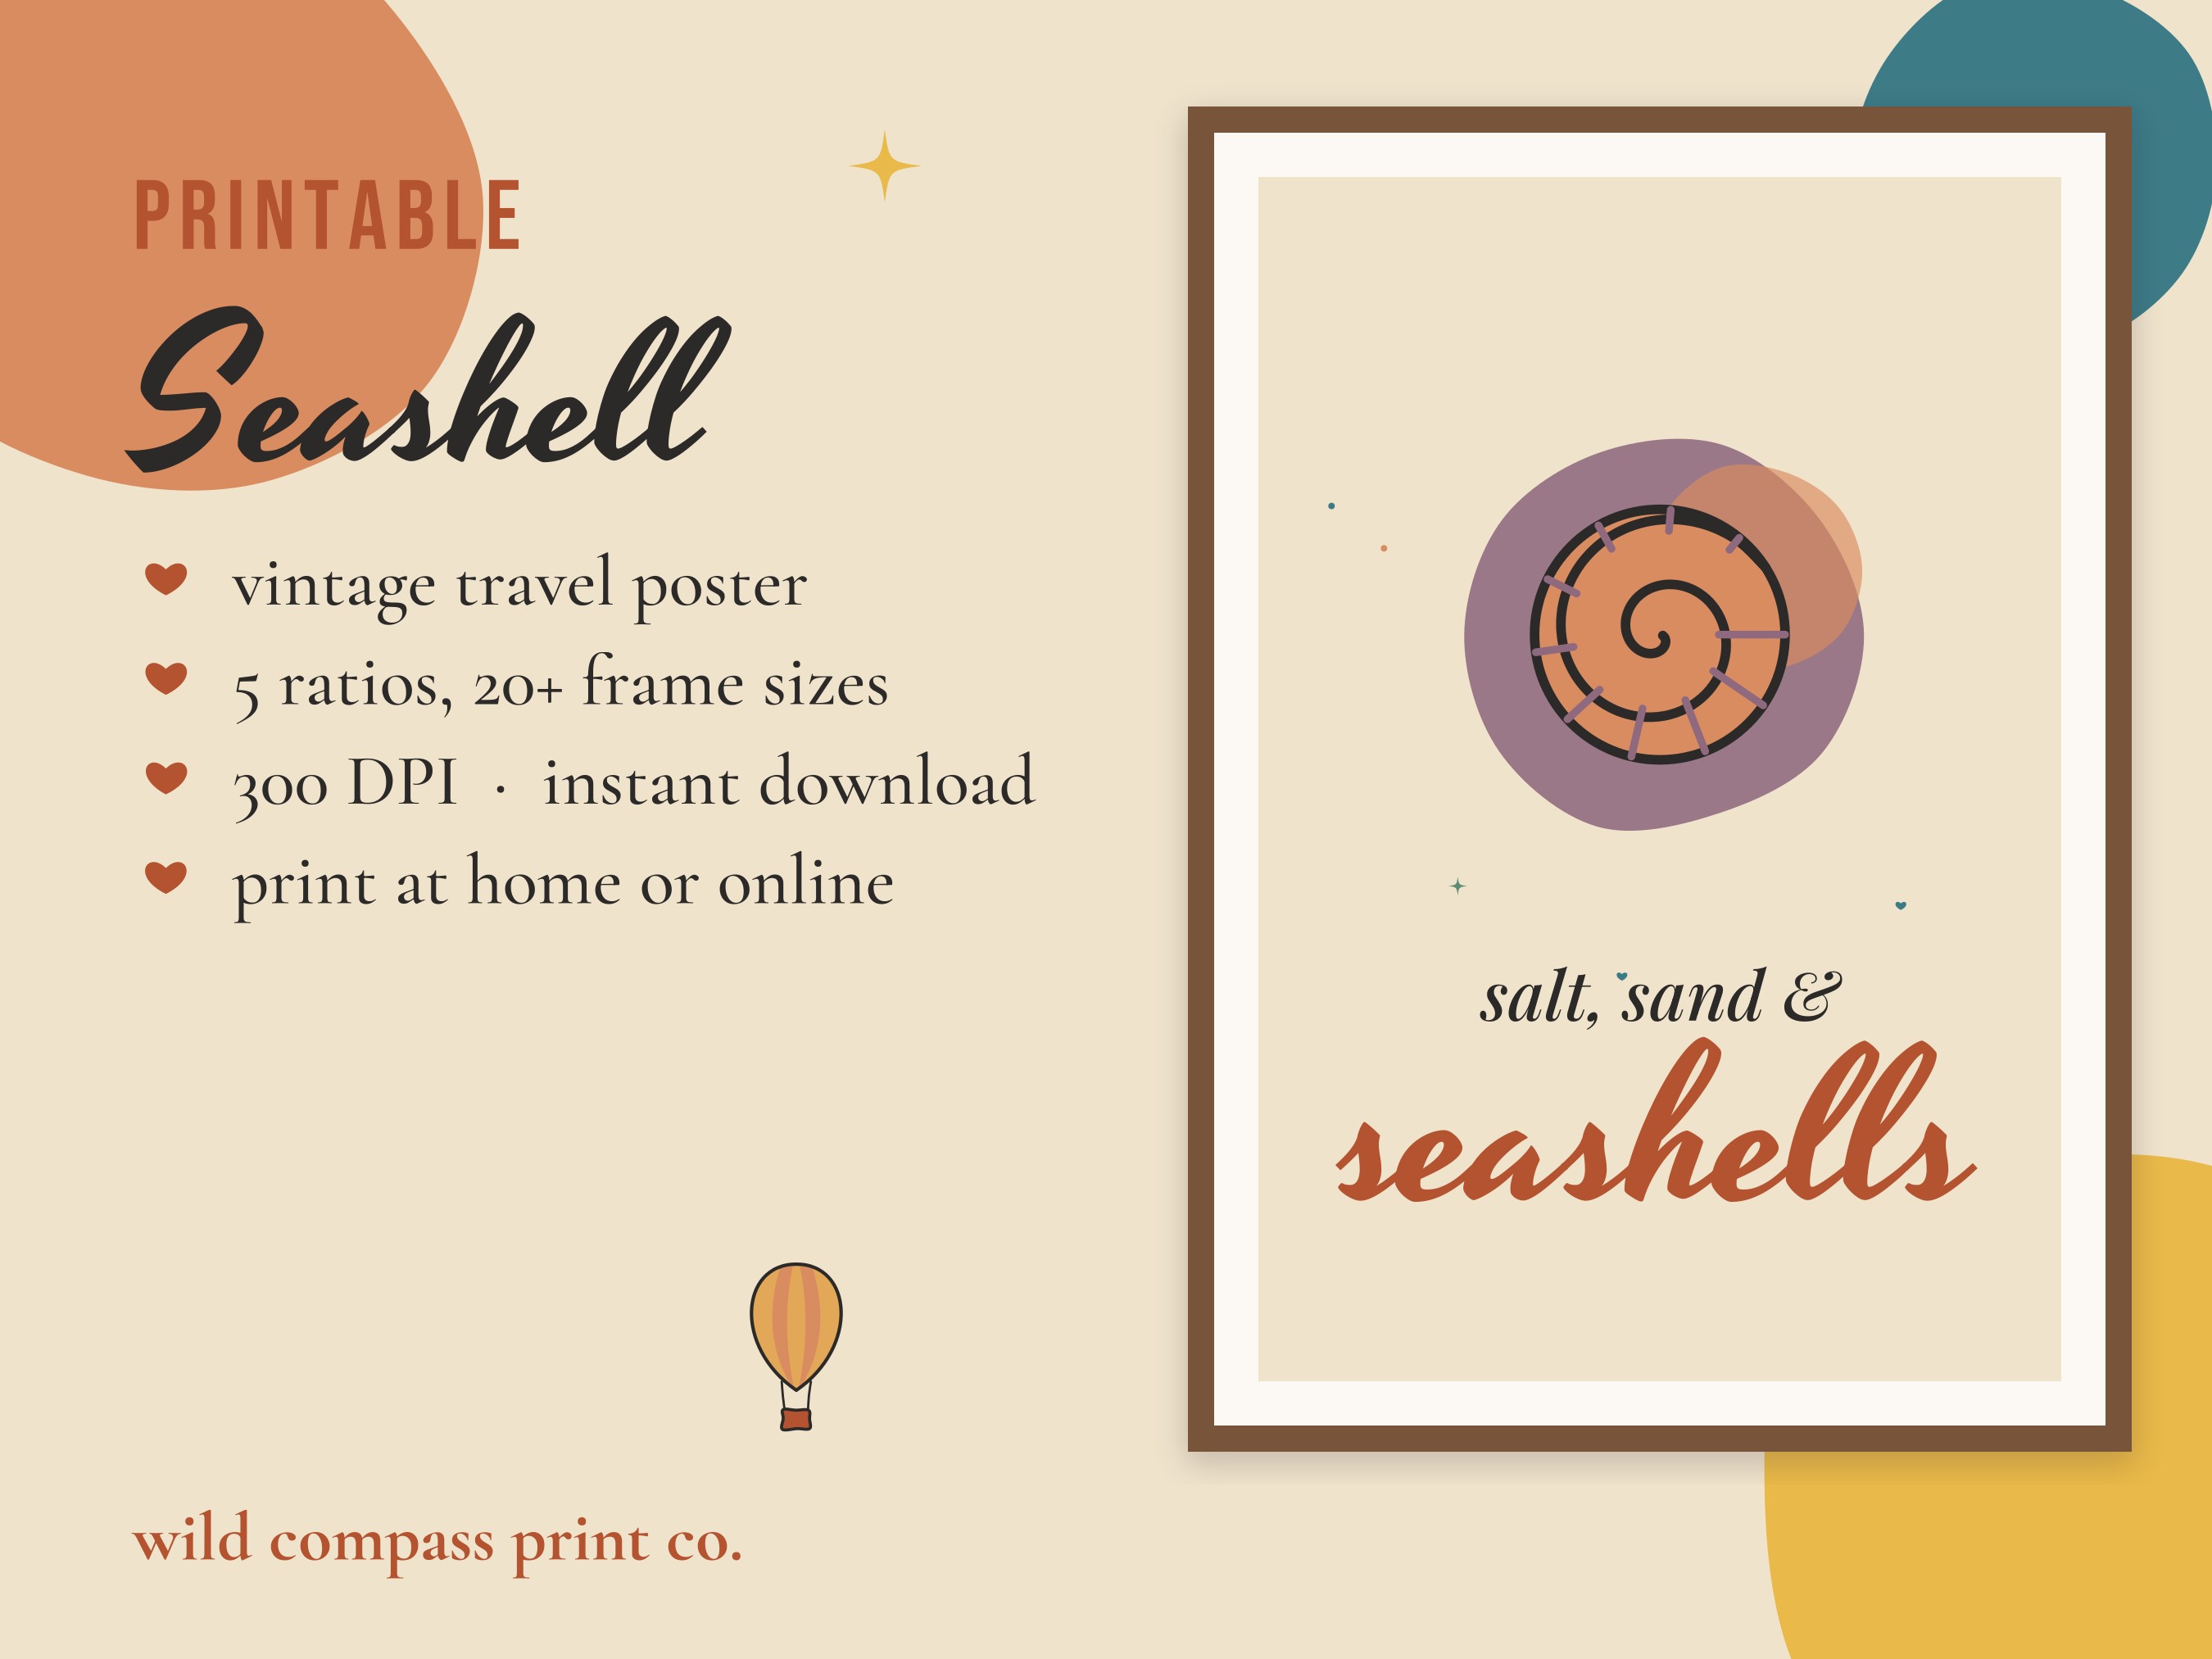 PRINTABLE
Seashell
vintage travel poster
5 ratios, 20+ frame sizes
300 DPI · instant download
print at home or online
wild compass print co.
salt, sand &
seashells